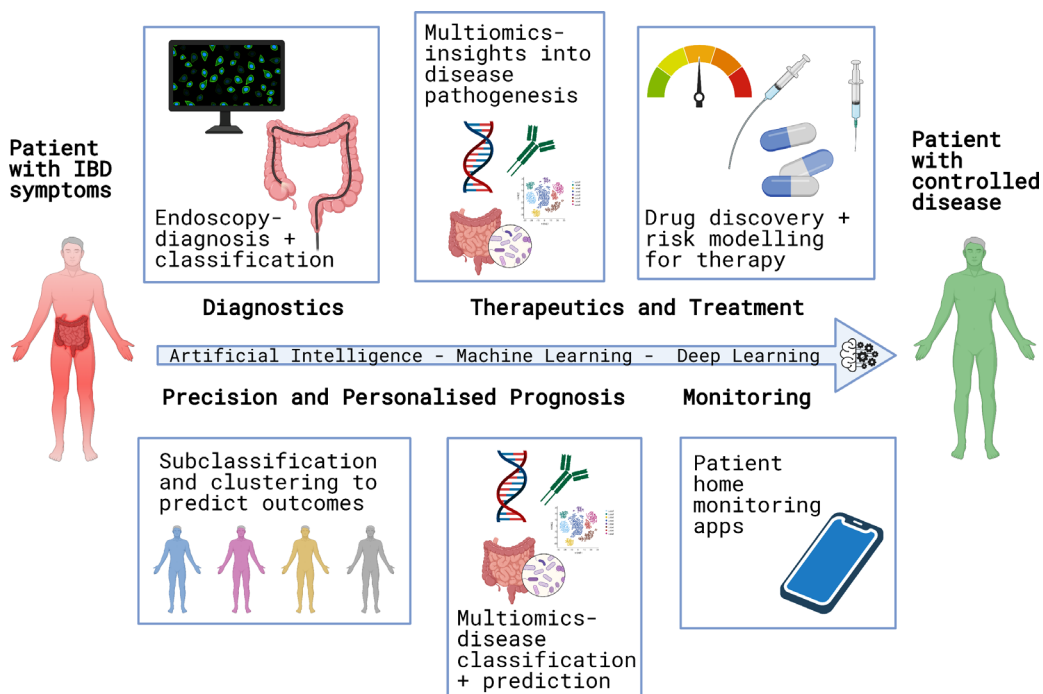 Patient
with IBD
symptoms
Endoscopy-
diagnosis +
classification
Multiomics-
insights into
disease
pathogenesis
Drug discovery +
risk modelling
for therapy
Patient
with
controlled
disease
Diagnostics
Therapeutics and Treatment
Artificial Intelligence - Machine Learning - Deep Learning
Precision and Personalised Prognosis
Monitoring
Subclassification
and clustering to
predict outcomes
Multiomics-
disease
classification
+ prediction
Patient
home
monitoring
apps